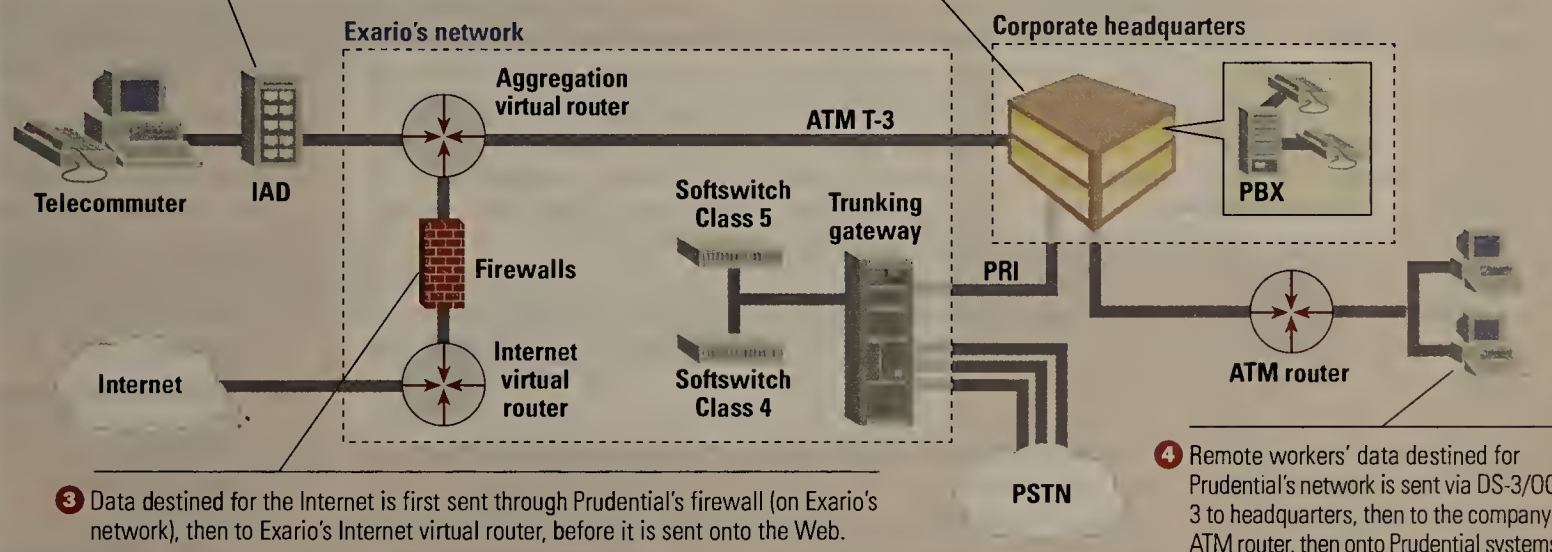 Exario's network
Corporate headquarters
Aggregation
virtual router
ATM T-3
Telecommuter
IAD
PBX
Softswitch
Class 5
Trunking
gateway
Firewalls
PRI
Internet
Internet
virtual
router
Softswitch
Class 4
ATM router
PSTN
3 Data destined for the Internet is first sent through Prudential's firewall (on Exario's
network), then to Exario's Internet virtual router, before it is sent onto the Web.
4 Remote workers' data destined for
Prudential's network is sent via DS-3/OC
3 to headquarters, then to the company
ATM router, then onto Prudential systems